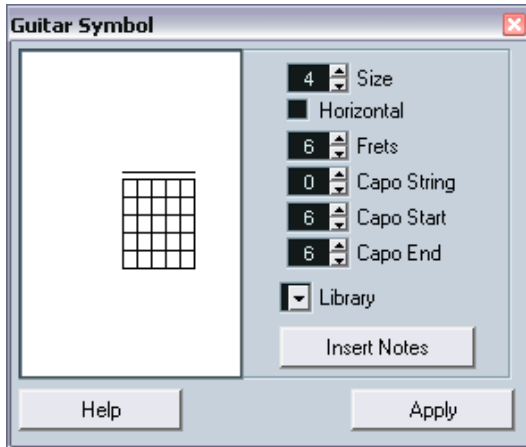 Guitar Symbol
4 Size
Horizontal
6 Frets
0 Capo String
6 Capo Start
6 Capo End
Library
Insert Notes
Help Apply